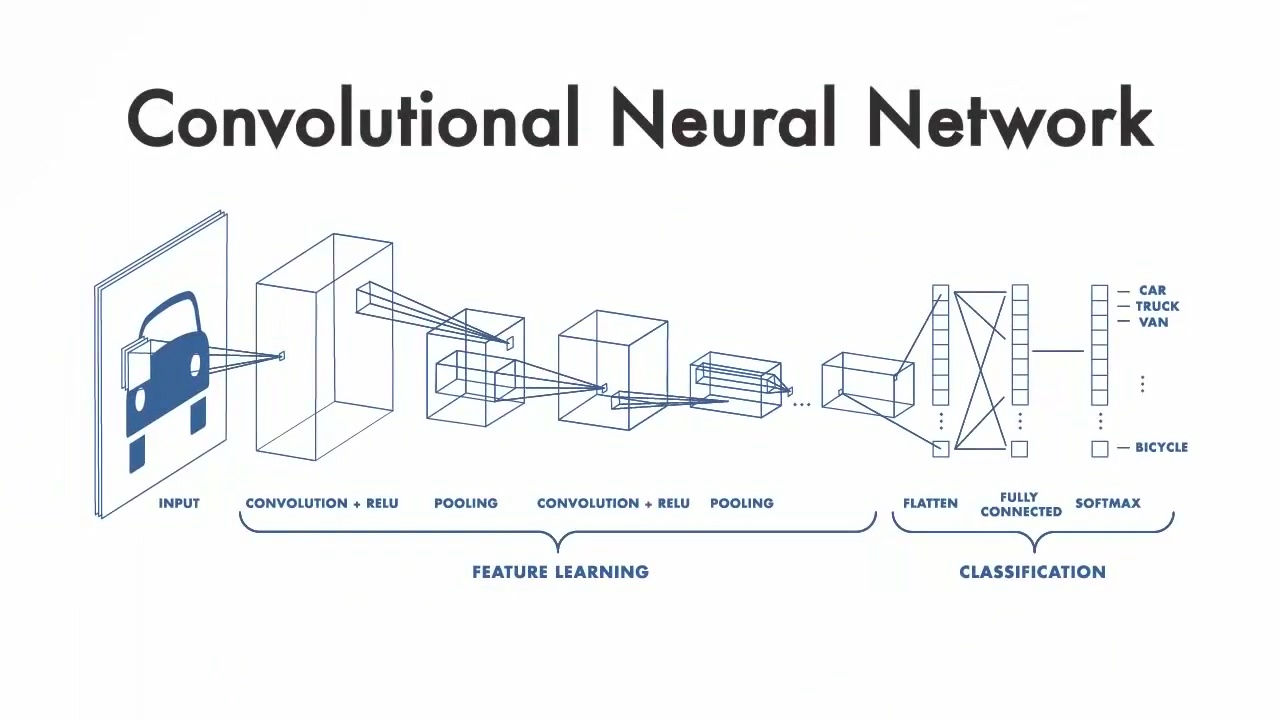 Convolutional Neural Network
CAR
TRUCK
VAN
BICYCLE
INPUT
CONVOLUTION + RELU
POOLING
CONVOLUTION + RELU
POOLING
FLATTEN
FULLY
CONNECTED
SOFTMAX
FEATURE LEARNING
CLASSIFICATION